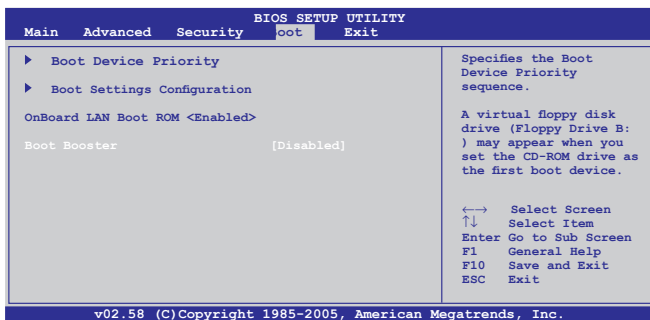 BIOS SETUP UTILITY
Main Advanced Security oot Exit
Boot Device Priority
Boot Settings Configuration
OnBoard LAN Boot ROM <Enabled>
Boot Booster [Disabled]
Specifies the Boot
Device Priority
sequence.
A virtual floppy disk
drive (Floppy Drive B:
) may appear when you
set the CD-ROM drive as
the first boot device.
←→ Select Screen
↑↓ Select Item
Enter Go to Sub Screen
F1 General Help
F10 Save and Exit
ESC Exit
v02.58 (C)Copyright 1985-2005, American Megatrends, Inc.